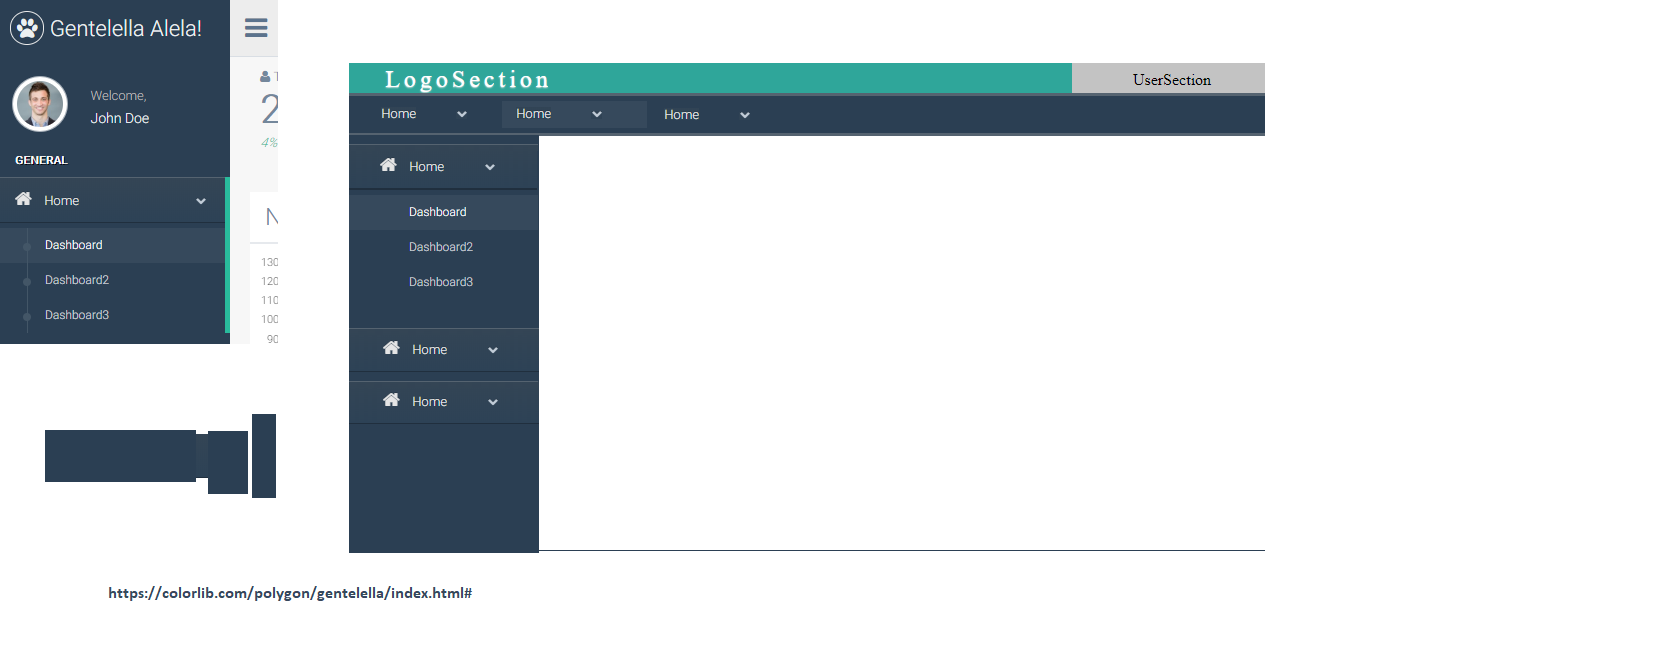 Gentelella Alela!
Welcome,
John Doe
GENERAL
Home
Dashboard
Dashboard2
Dashboard3
2
4%
N
130
120
110
100
90
LogoSection
UserSection
Home Home Home
Home
Dashboard
Dashboard2
Dashboard3
Home
Home
https://colorlib.com/polygon/gentelella/index.html#